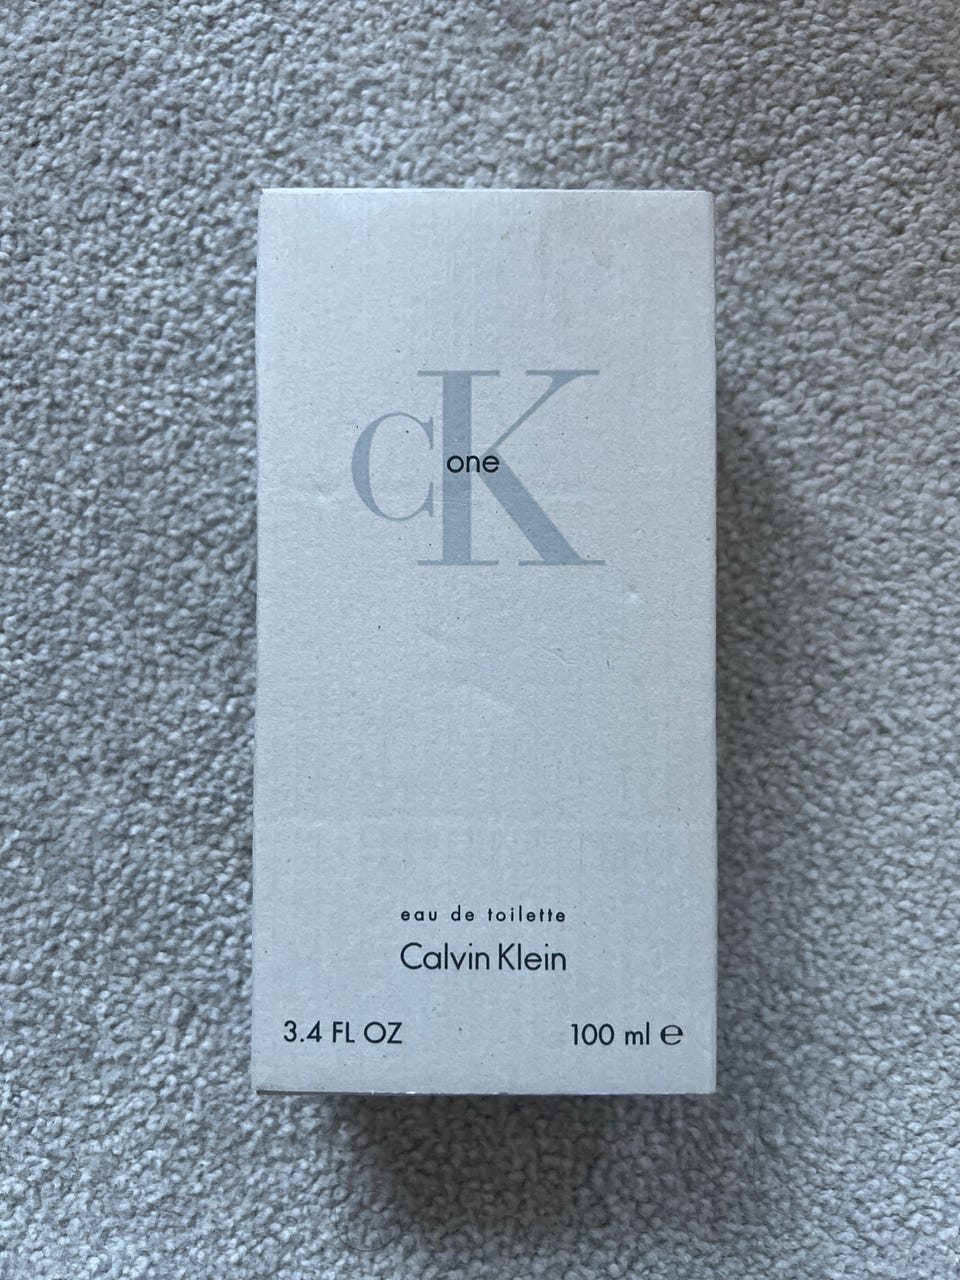 cK
one
eau de toilette
Calvin Klein
3.4 FL OZ 100 ml ℮